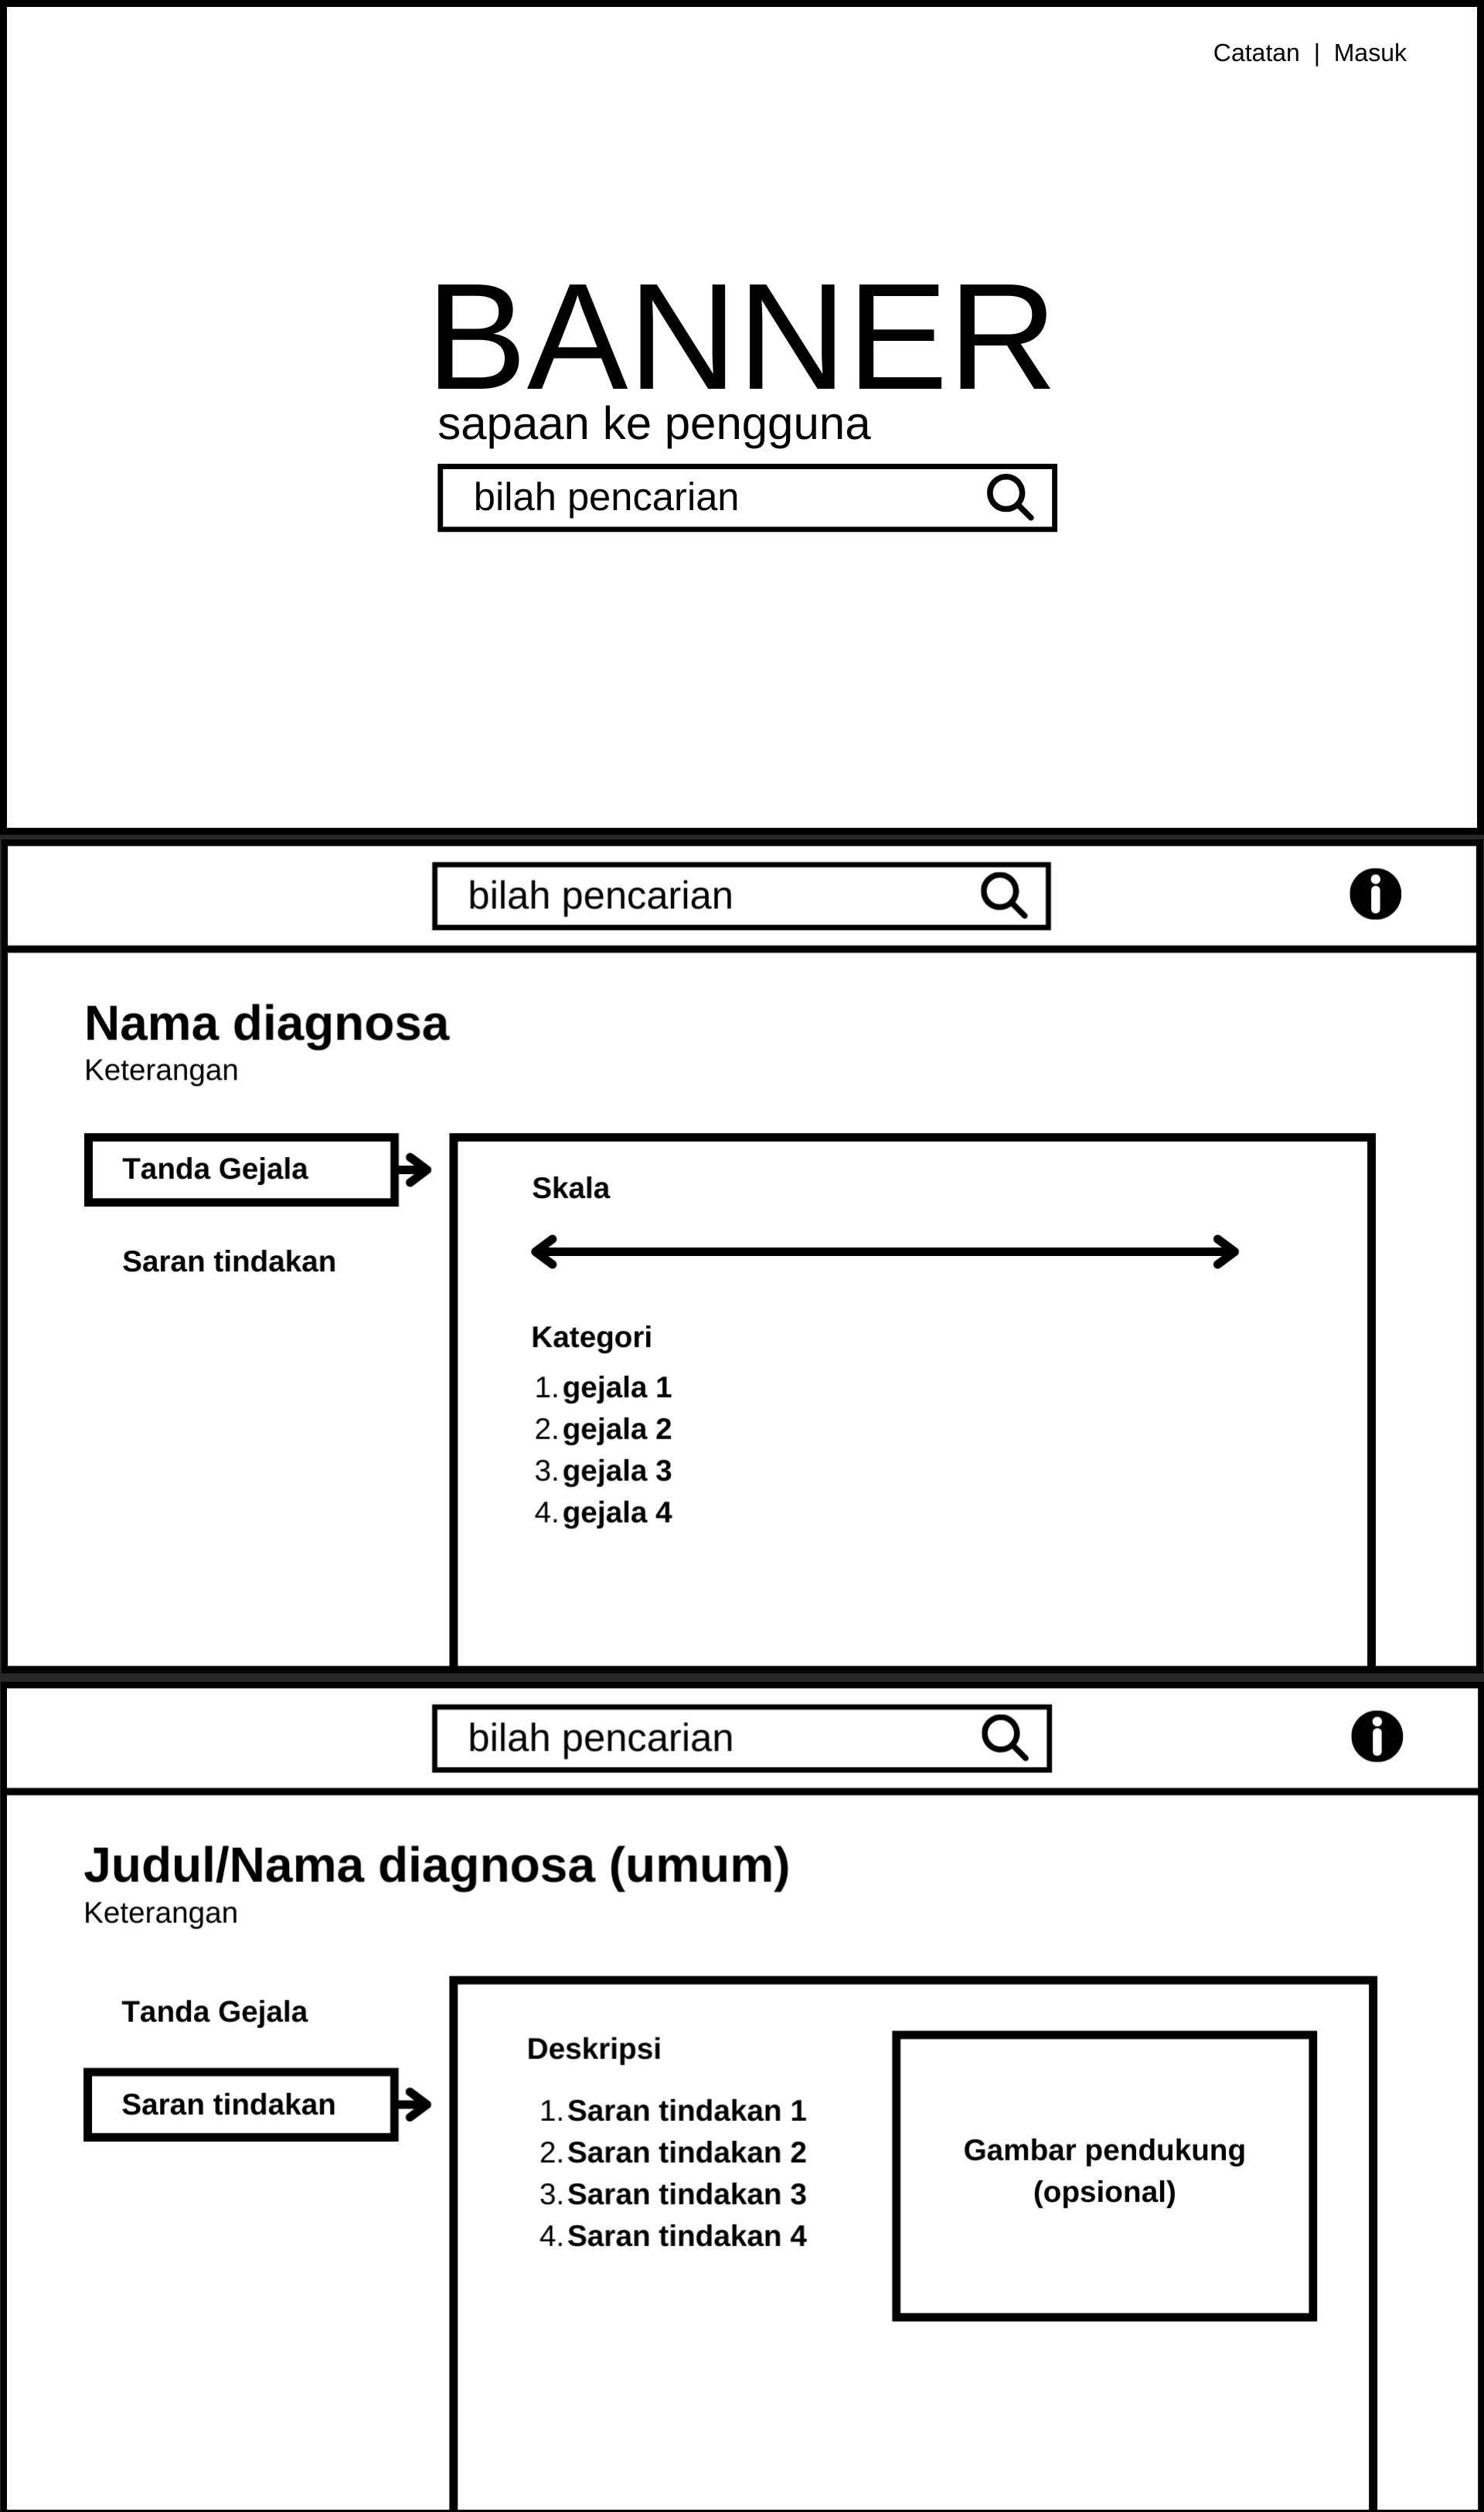 Catatan | Masuk
BANNER
sapaan ke pengguna
bilah pencarian
bilah pencarian
Nama diagnosa
Keterangan
Tanda Gejala
Saran tindakan
Skala
Kategori
1. gejala 1
2. gejala 2
3. gejala 3
4. gejala 4
bilah pencarian
Judul/Nama diagnosa (umum)
Keterangan
Tanda Gejala
Saran tindakan
Deskripsi
1. Saran tindakan 1
2. Saran tindakan 2
3. Saran tindakan 3
4. Saran tindakan 4
Gambar pendukung
(opsional)